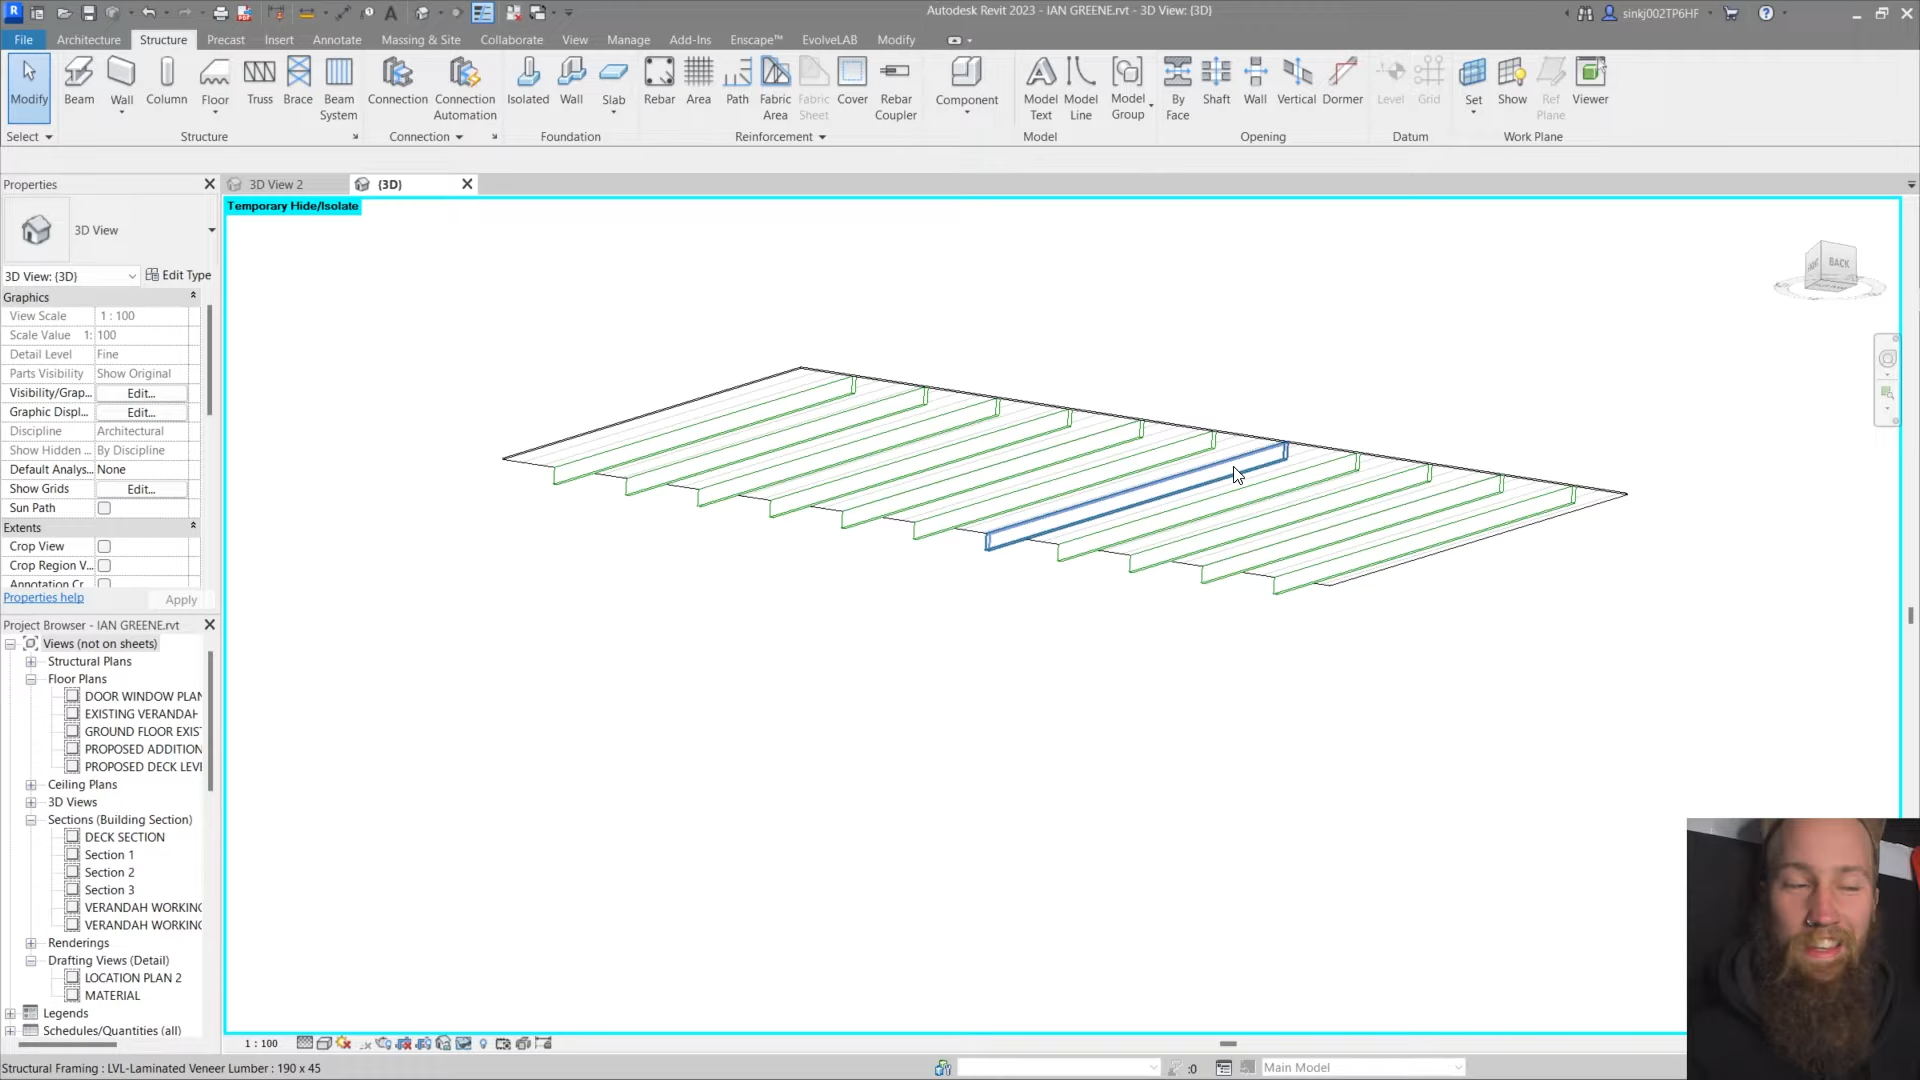 Autodesk Revit 2023 - IAN GREENE.rvt - 3D View: {3D}
sinkj002TP6HF
File Architecture Structure Precast Insert Annotate Massing & Site Collaborate View Manage Add-Ins Enscape™ EvolveLAB Modify
Modify Beam Wall Column Floor Truss Brace Beam System Connection Connection Automation Isolated Wall Slab Rebar Area Path Fabric Area Fabric Sheet Cover Rebar Coupler Component Model Text Model Line Model Group By Face Shaft Wall Vertical Dormer Level Grid Set Show Ref Plane Viewer
Select Structure Connection Foundation Reinforcement Model Opening Datum Work Plane
Properties
3D View 2
{3D}
Temporary Hide/Isolate
3D View
3D View: {3D}
Edit Type
Graphics
View Scale 1 : 100
Scale Value 1: 100
Detail Level Fine
Parts Visibility Show Original
Visibility/Grap... Edit...
Graphic Displ... Edit...
Discipline Architectural
Show Hidden ... By Discipline
Default Analys... None
Show Grids Edit...
Sun Path
Extents
Crop View
Crop Region V...
Annotation Cr
Properties help Apply
BACK
Project Browser - IAN GREENE.rvt
Views (not on sheets)
Structural Plans
Floor Plans
DOOR WINDOW PLAN
EXISTING VERANDAH
GROUND FLOOR EXIS
PROPOSED ADDITION
PROPOSED DECK LEV
Ceiling Plans
3D Views
Sections (Building Section)
DECK SECTION
Section 1
Section 2
Section 3
VERANDAH WORKING
VERANDAH WORKING
Renderings
Drafting Views (Detail)
LOCATION PLAN 2
MATERIAL
Legends
Schedules/Quantities (all)
1 : 100
Structural Framing : LVL-Laminated Veneer Lumber : 190 x 45
:0
Main Model